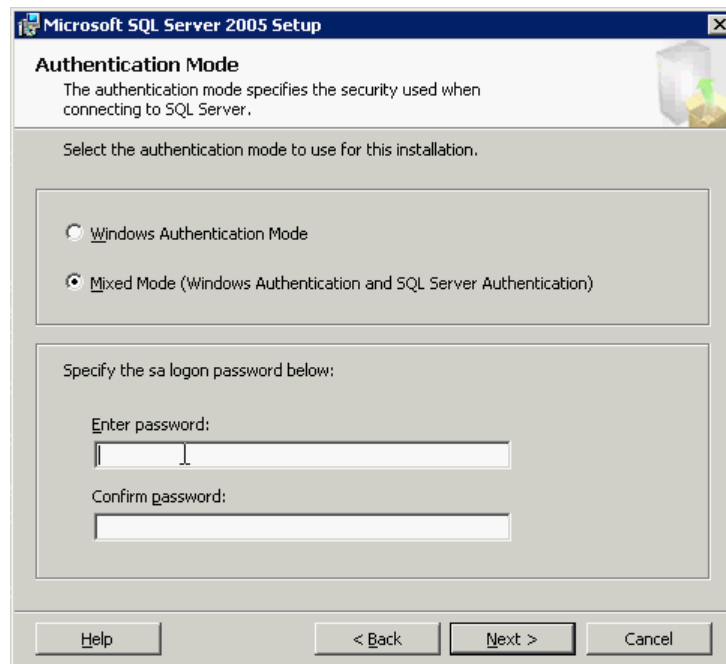 Microsoft SQL Server 2005 Setup
Authentication Mode
The authentication mode specifies the security used when
connecting to SQL Server.
Select the authentication mode to use for this installation.
Windows Authentication Mode
Mixed Mode (Windows Authentication and SQL Server Authentication)
Specify the sa logon password below:
Enter password:
Confirm password:
Help
< Back
Next >
Cancel